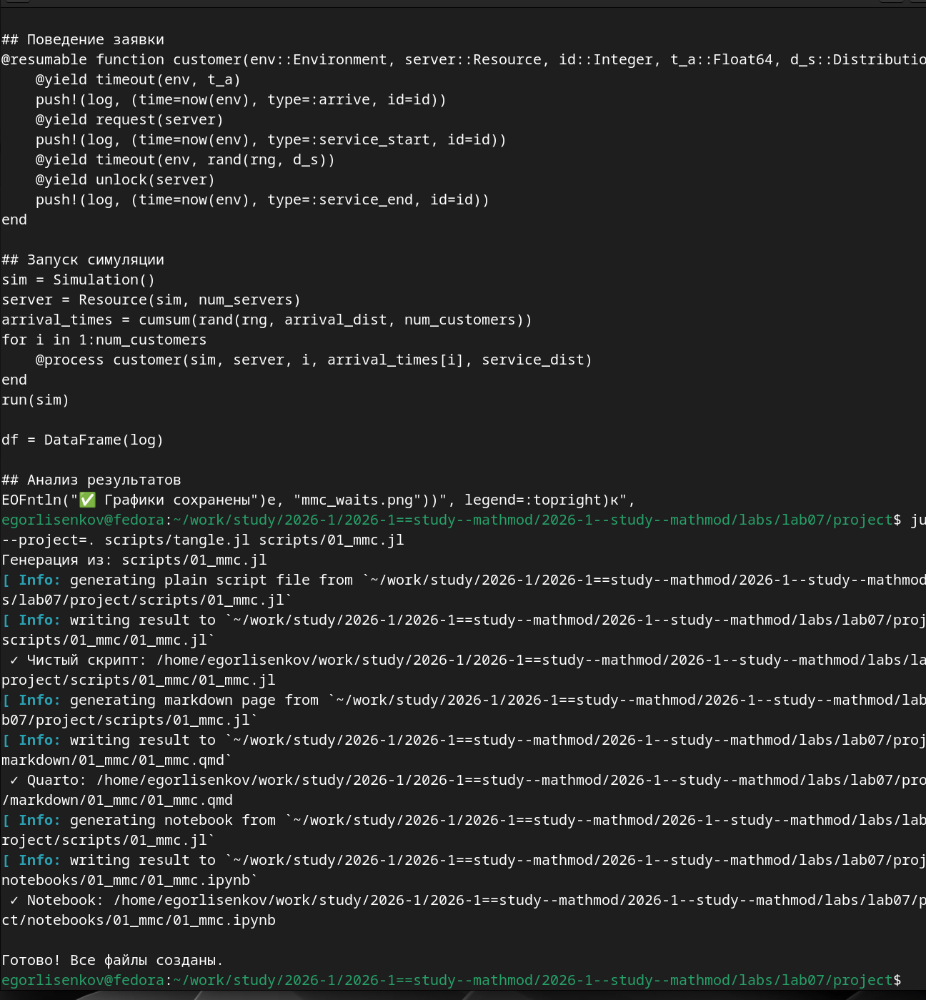 ## Поведение заявки
@resumable function customer(env::Environment, server::Resource, id::Integer, t_a::Float64, d_s::Distributio
    @yield timeout(env, t_a)
    push!(log, (time=now(env), type=:arrive, id=id))
    @yield request(server)
    push!(log, (time=now(env), type=:service_start, id=id))
    @yield timeout(env, rand(rng, d_s))
    @yield unlock(server)
    push!(log, (time=now(env), type=:service_end, id=id))
end
## Запуск симуляции
sim = Simulation()
server = Resource(sim, num_servers)
arrival_times = cumsum(rand(rng, arrival_dist, num_customers))
for i in 1:num_customers
    @process customer(sim, server, i, arrival_times[i], service_dist)
end
run(sim)
df = DataFrame(log)
## Анализ результатов
EOFntln("✅ Графики сохранены")е, "mmc_waits.png"))", legend=:topright)к",
egorlisenkov@fedora:~/work/study/2026-1/2026-1==study--mathmod/2026-1--study--mathmod/labs/lab07/project$ ju
--project=. scripts/tangle.jl scripts/01_mmc.jl
Генерация из: scripts/01_mmc.jl
[ Info: generating plain script file from `~/work/study/2026-1/2026-1==study--mathmod/2026-1--study--mathmod
s/lab07/project/scripts/01_mmc.jl`
[ Info: writing result to `~/work/study/2026-1/2026-1==study--mathmod/2026-1--study--mathmod/labs/lab07/proj
scripts/01_mmc/01_mmc.jl`
 ✓ Чистый скрипт: /home/egorlisenkov/work/study/2026-1/2026-1==study--mathmod/2026-1--study--mathmod/labs/la
project/scripts/01_mmc/01_mmc.jl
[ Info: generating markdown page from `~/work/study/2026-1/2026-1==study--mathmod/2026-1--study--mathmod/lab
b07/project/scripts/01_mmc.jl`
[ Info: writing result to `~/work/study/2026-1/2026-1==study--mathmod/2026-1--study--mathmod/labs/lab07/proj
markdown/01_mmc/01_mmc.qmd`
 ✓ Quarto: /home/egorlisenkov/work/study/2026-1/2026-1==study--mathmod/2026-1--study--mathmod/labs/lab07/pro
/markdown/01_mmc/01_mmc.qmd
[ Info: generating notebook from `~/work/study/2026-1/2026-1==study--mathmod/2026-1--study--mathmod/labs/lab
roject/scripts/01_mmc.jl`
[ Info: writing result to `~/work/study/2026-1/2026-1==study--mathmod/2026-1--study--mathmod/labs/lab07/proj
notebooks/01_mmc/01_mmc.ipynb`
 ✓ Notebook: /home/egorlisenkov/work/study/2026-1/2026-1==study--mathmod/2026-1--study--mathmod/labs/lab07/p
ct/notebooks/01_mmc/01_mmc.ipynb
Готово! Все файлы созданы.
egorlisenkov@fedora:~/work/study/2026-1/2026-1==study--mathmod/2026-1--study--mathmod/labs/lab07/project$